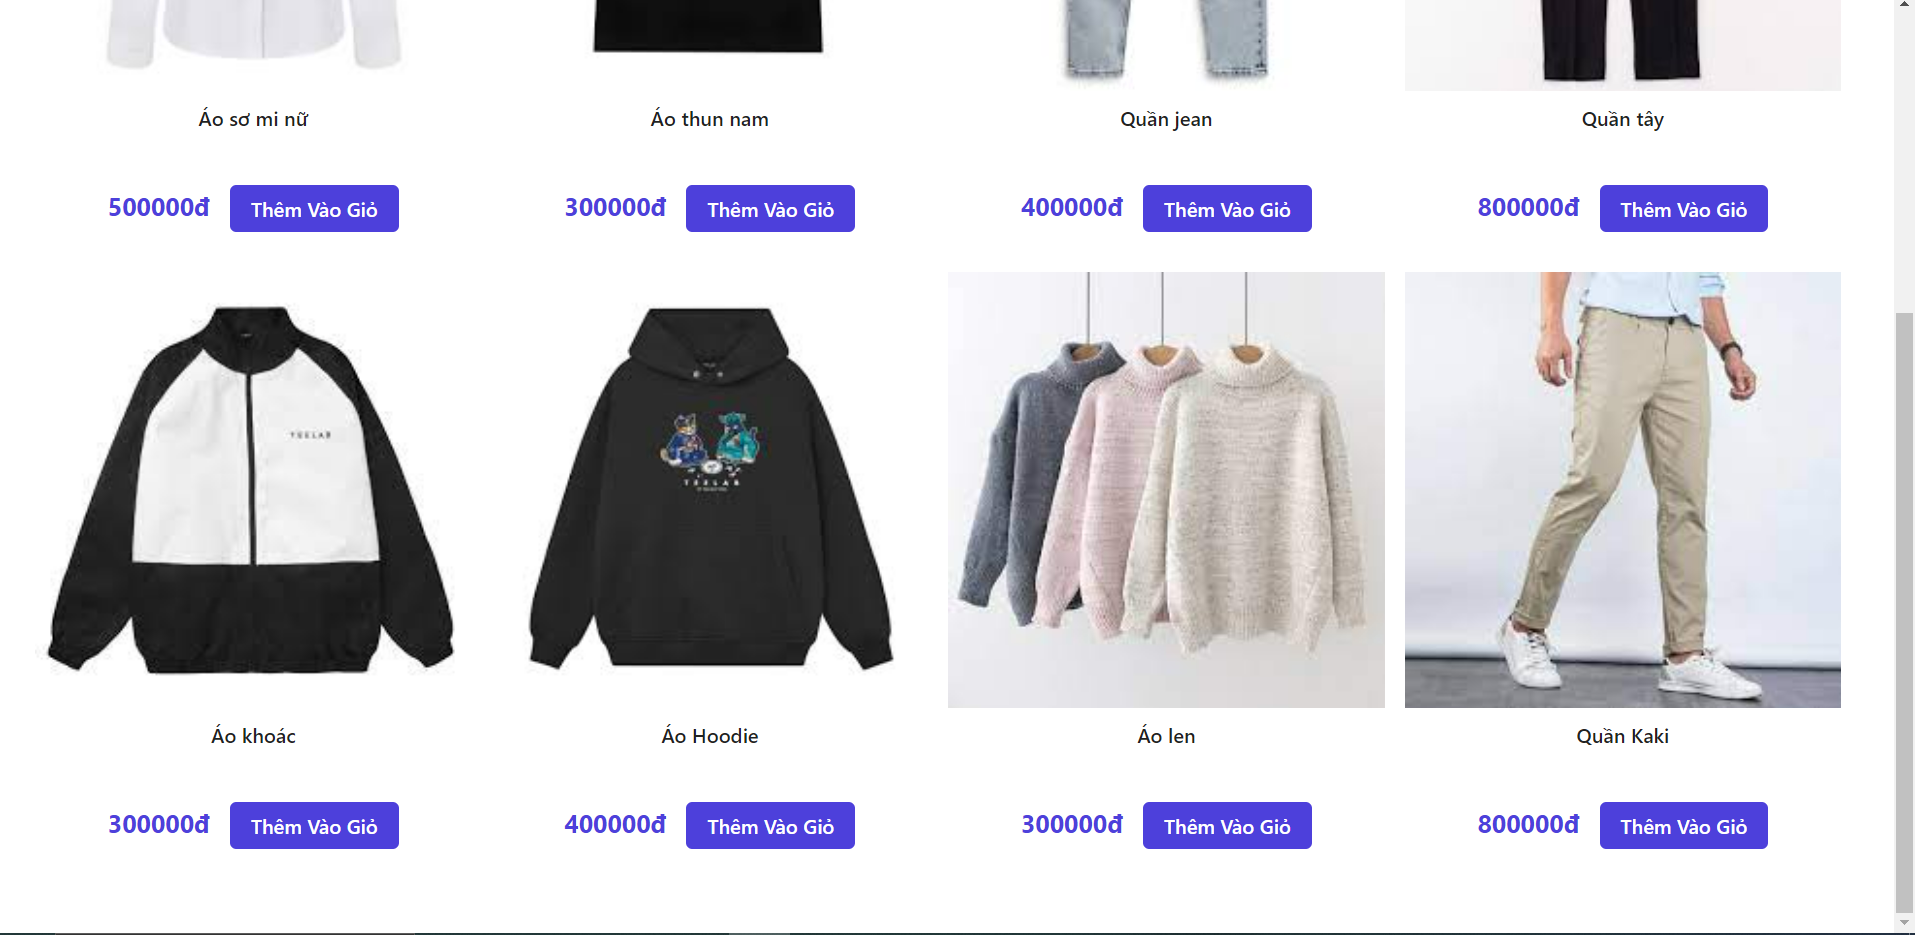 Áo sơ mi nữ
Áo thun nam
Quần jean
Quần tây
500000đ Thêm Vào Giỏ
300000đ Thêm Vào Giỏ
400000đ Thêm Vào Giỏ
800000đ Thêm Vào Giỏ
TEELAB
TEELAB
Áo khoác
Áo Hoodie
Áo len
Quần Kaki
300000đ Thêm Vào Giỏ
400000đ Thêm Vào Giỏ
300000đ Thêm Vào Giỏ
800000đ Thêm Vào Giỏ